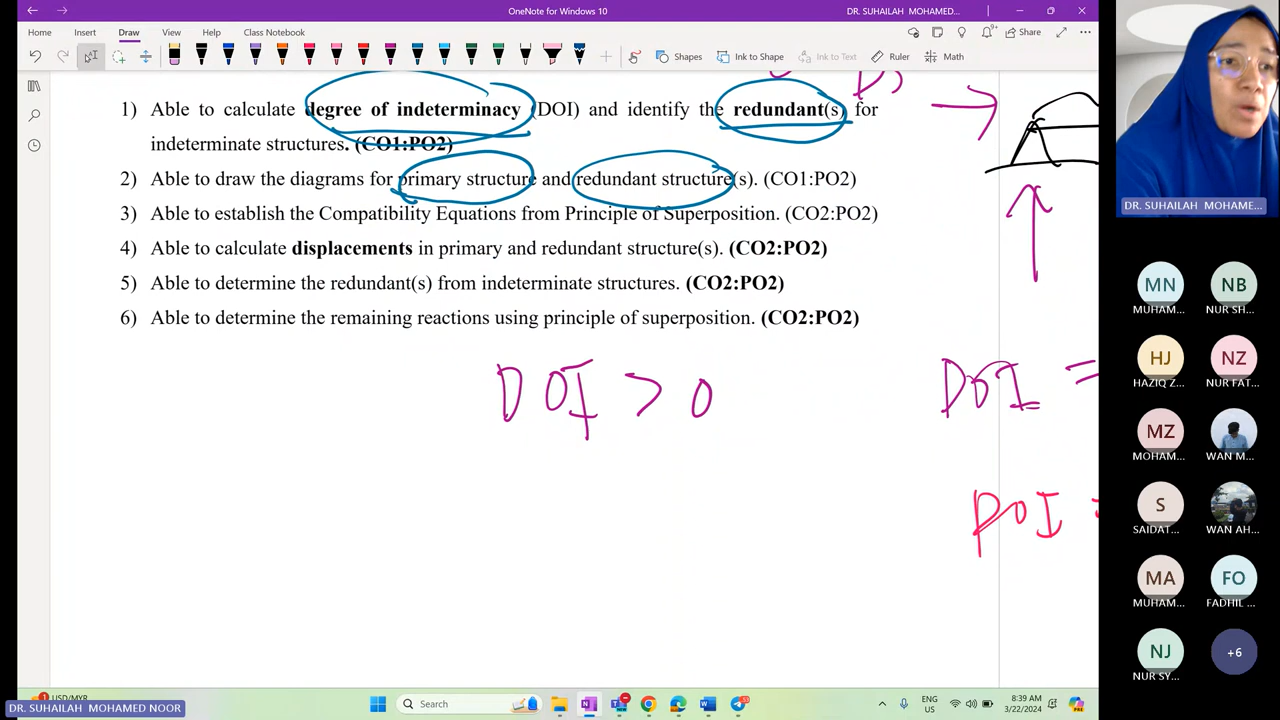 OneNote for Windows 10
DR. SUHAILAH MOHAMED...
Home
Insert
Draw
View
Help
Class Notebook
Share
Shapes
Ink to Shape
Ink to Text
Ruler
Math
1) Able to calculate degree of indeterminacy (DOI) and identify the redundant(s) for
indeterminate structures. (CO1:PO2)
2) Able to draw the diagrams for primary structure and redundant structure(s). (CO1:PO2)
3) Able to establish the Compatibility Equations from Principle of Superposition. (CO2:PO2)
4) Able to calculate displacements in primary and redundant structure(s). (CO2:PO2)
5) Able to determine the redundant(s) from indeterminate structures. (CO2:PO2)
6) Able to determine the remaining reactions using principle of superposition. (CO2:PO2)
DOI > 0
DOI =
DOI =
DR. SUHAILAH MOHAME...
MN
MUHAM...
NB
NUR SH...
HJ
HAZIQ Z...
NZ
NUR FAT...
MZ
MOHAM...
WAN M...
S
SAIDAT...
WAN AH...
MA
MUHAM...
FO
FADHIL ...
NJ
NUR SY...
+6
USD/MYR
DR. SUHAILAH MOHAMED NOOR
Search
ENG
US
8:39 AM
3/22/2024